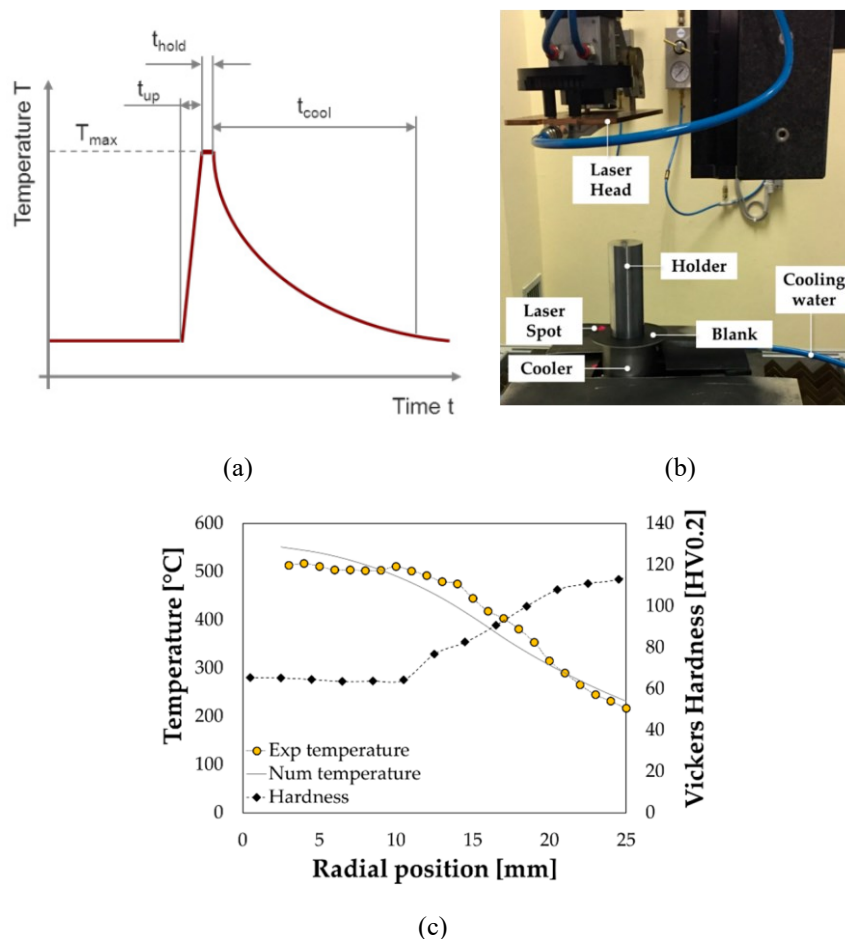 t_hold
t_up
t_cool
T_max
Temperature T
Time t
Laser
Head
Holder
Cooling
water
Laser
Spot
Blank
Cooler
(a)
(b)
600
500
400
300
200
100
0
Temperature [°C]
140
120
100
80
60
40
20
0
Vickers Hardness [HV0.2]
Exp temperature
Num temperature
Hardness
0
5
10
15
20
25
Radial position [mm]
(c)